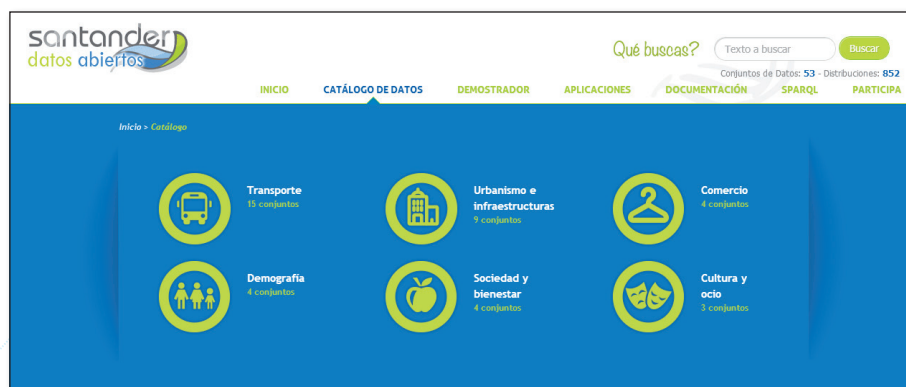 santander
datos abiertos
Qué buscas?
Texto a buscar
Buscar
Conjuntos de Datos: 53 - Distribuciones: 852
INICIO CATÁLOGO DE DATOS DEMOSTRADOR APLICACIONES DOCUMENTACIÓN SPARQL PARTICIPA
Inicio > Catálogo
Transporte
15 conjuntos
Urbanismo e
infraestructuras
9 conjuntos
Comercio
4 conjuntos
Demografía
4 conjuntos
Sociedad y
bienestar
4 conjuntos
Cultura y
ocio
3 conjuntos